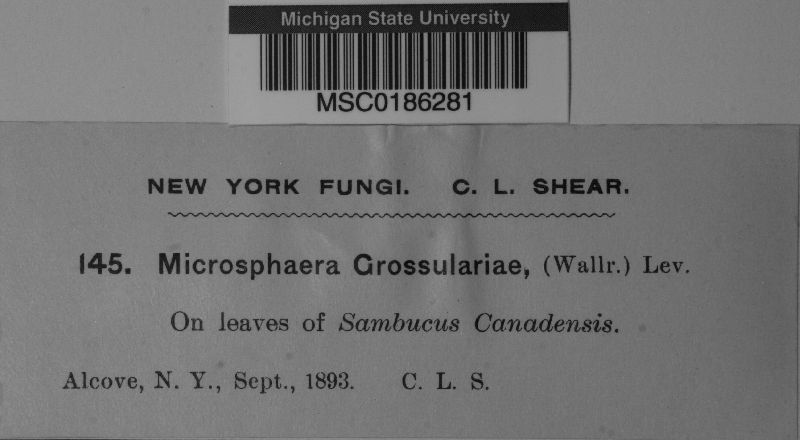 Michigan State University
MSC0186281
NEW YORK FUNGI. C. L. SHEAR.
145. Microsphaera Grossulariae, (Wallr.) Lev.
On leaves of Sambucus Canadensis.
Alcove, N. Y., Sept., 1893. C. L. S.